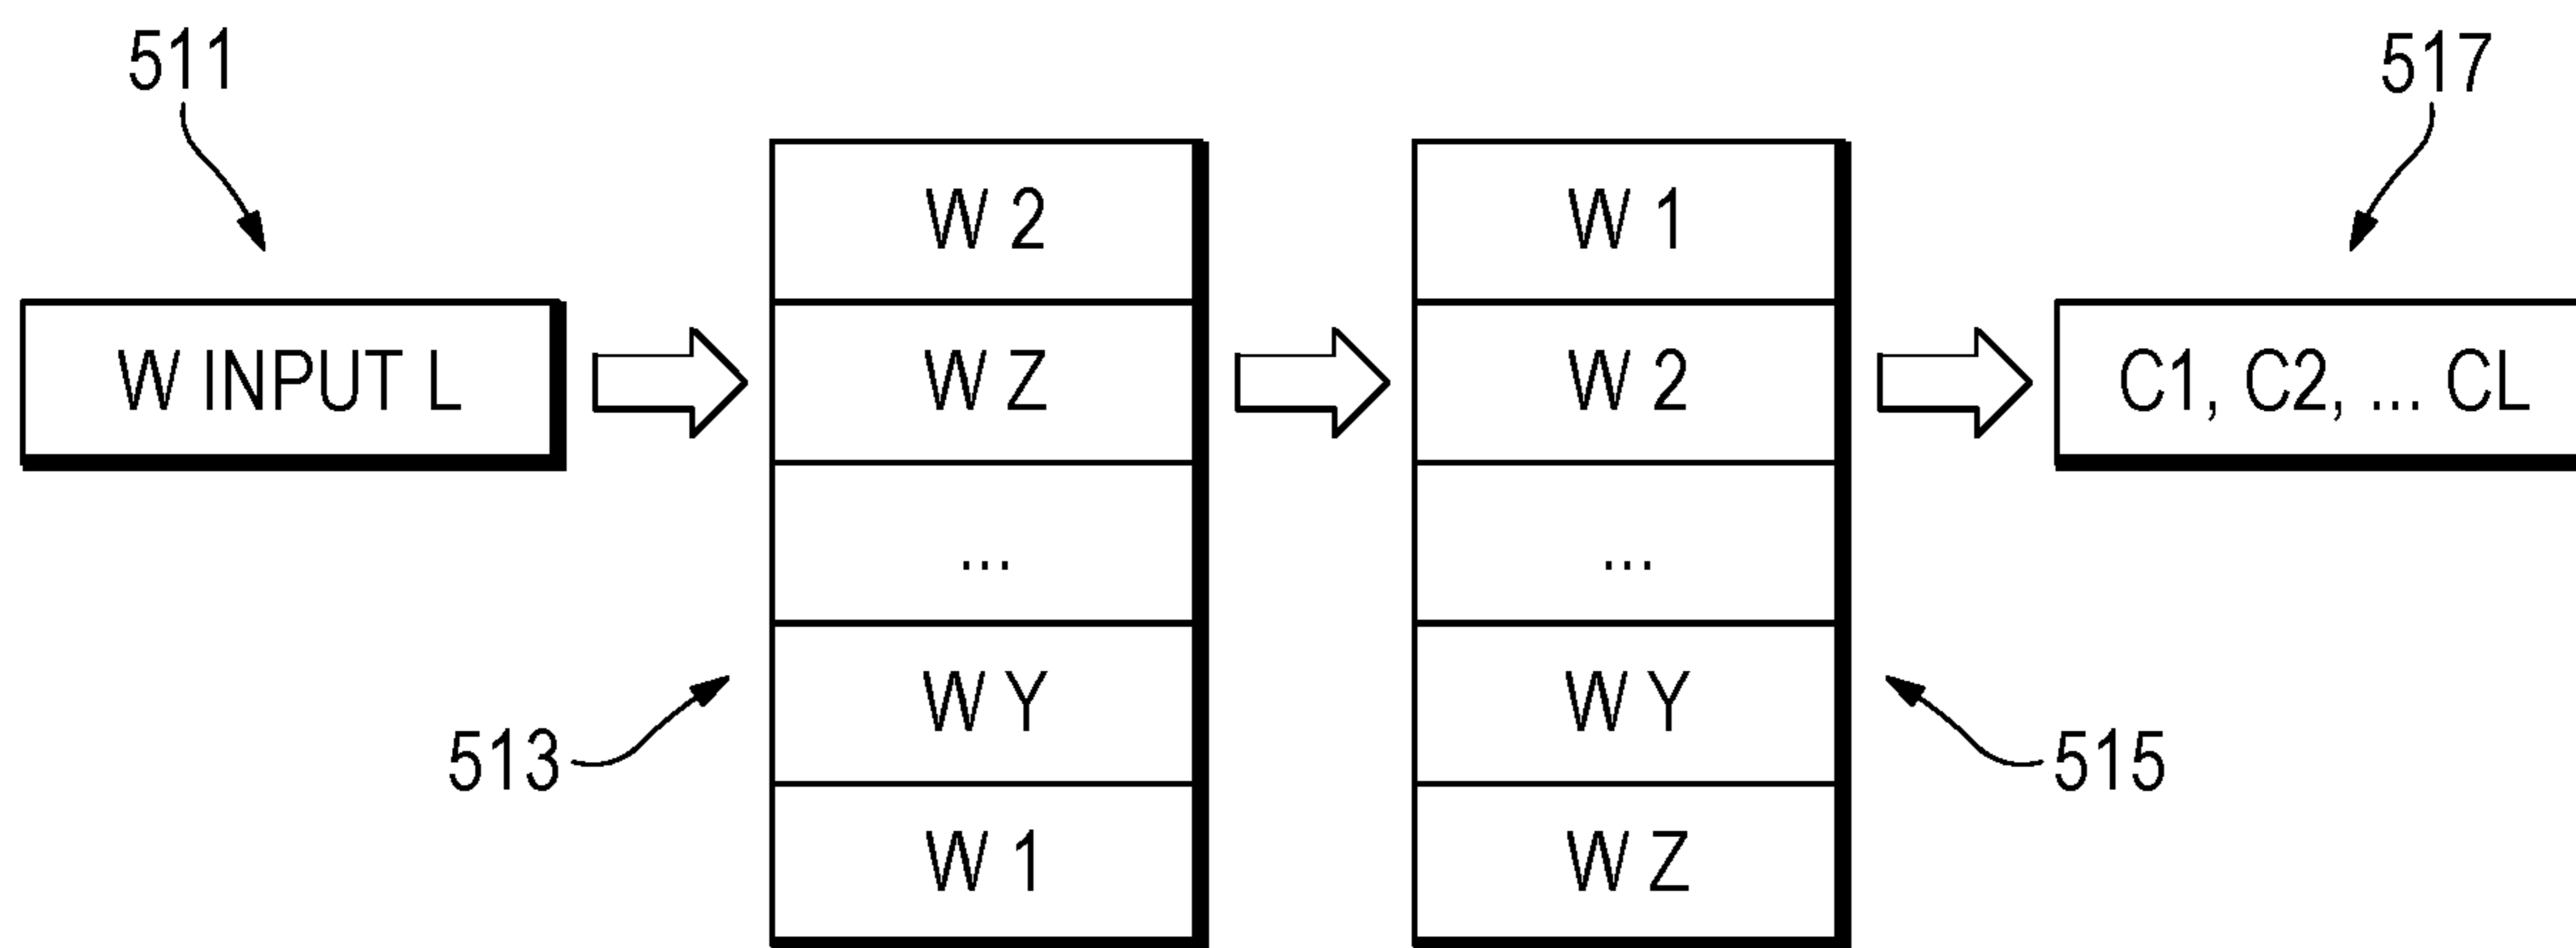 511
517
W INPUT L
W 2
W Z
...
W Y
W 1
513
W 1
W 2
...
W Y
W Z
515
C1, C2, ... CL